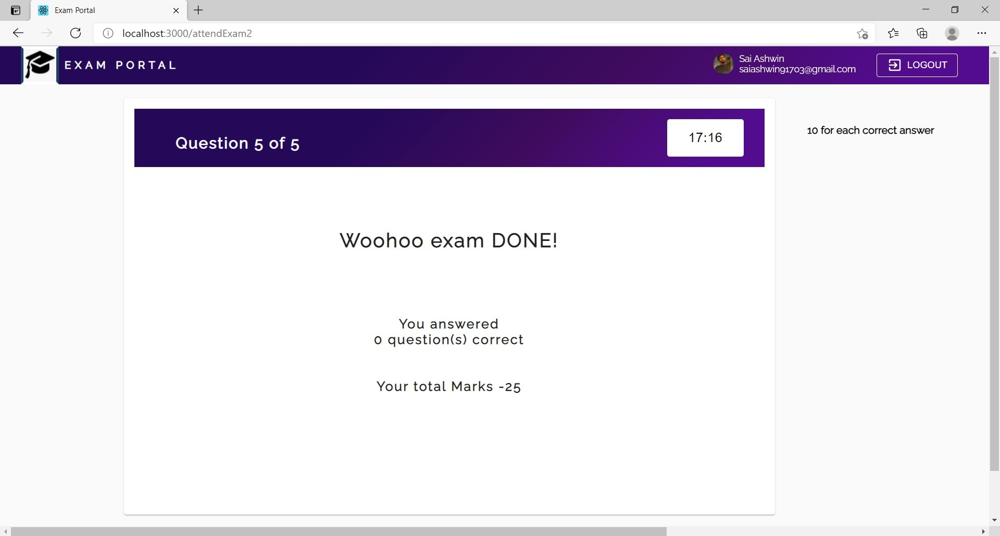 Exam Portal
localhost:3000/attendExam2
EXAM PORTAL
Sai Ashwin
saiashwin91703@gmail.com
LOGOUT
Question 5 of 5
17:16
10 for each correct answer
Woohoo exam DONE!
You answered
0 question(s) correct
Your total Marks -25